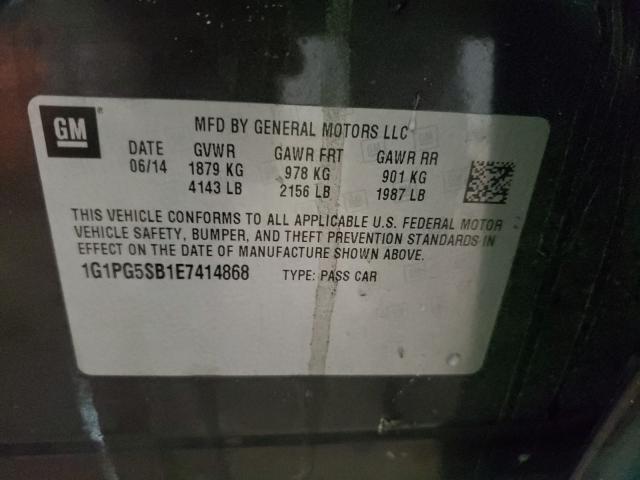 GM
MFD BY GENERAL MOTORS LLC
DATE GVWR GAWR FRT GAWR RR
06/14 1879 KG 978 KG 901 KG
4143 LB 2156 LB 1987 LB
THIS VEHICLE CONFORMS TO ALL APPLICABLE U.S. FEDERAL MOTOR
VEHICLE SAFETY, BUMPER, AND THEFT PREVENTION STANDARDS IN
EFFECT ON THE DATE OF MANUFACTURE SHOWN ABOVE.
1G1PG5SB1E7414868 TYPE: PASS CAR